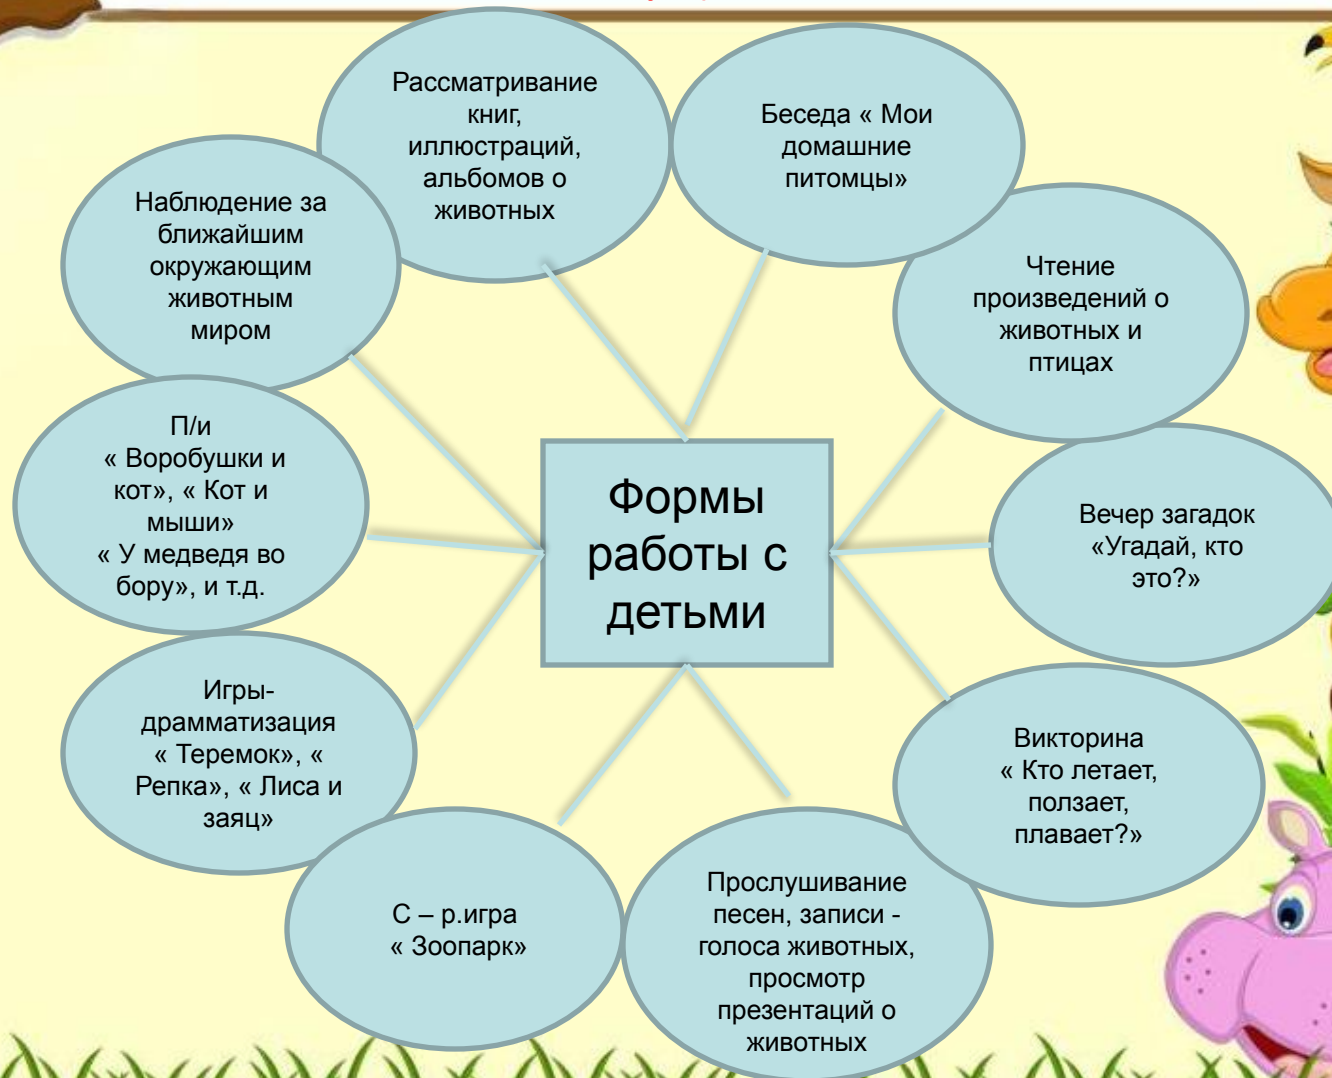 Рассматривание
книг,
иллюстраций,
альбомов о
животных
Беседа « Мои
домашние
питомцы»
Чтение
произведений о
животных и
птицах
Вечер загадок
«Угадай, кто
это?»
Викторина
« Кто летает,
ползает,
плавает?»
Прослушивание
песен, записи -
голоса животных,
просмотр
презентаций о
животных
С – р.игра
« Зоопарк»
Игры-
драмматизация
« Теремок», «
Репка», « Лиса и
заяц»
П/и
« Воробушки и
кот», « Кот и
мыши»
« У медведя во
бору», и т.д.
Наблюдение за
ближайшим
окружающим
животным
миром
Формы
работы с
детьми